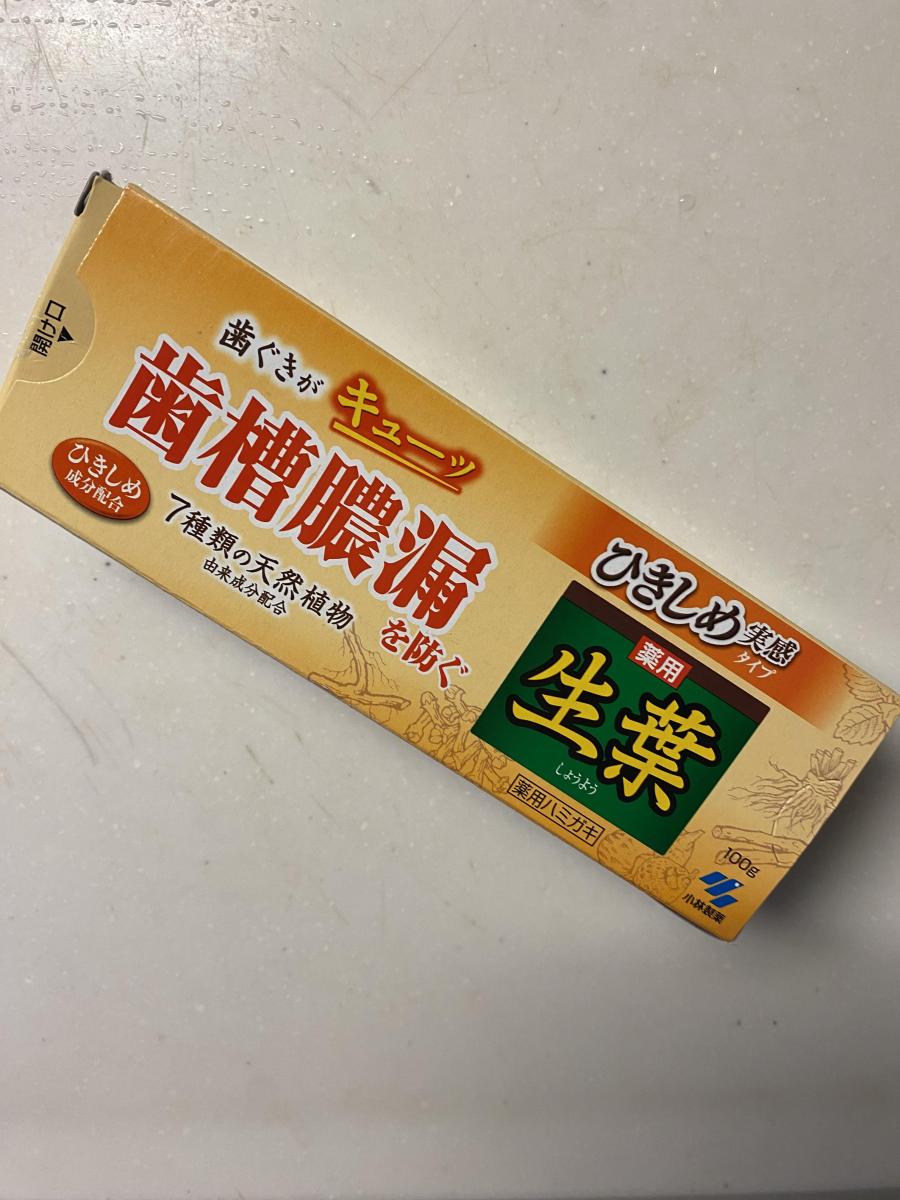 開け口
歯ぐきが キューッ
歯槽膿漏
を防ぐ
ひきしめ
成分配合
7種類の天然植物
由来成分配合
ひきしめ実感
タイプ
薬用
生葉
しょうよう
薬用ハミガキ
100g
小林製薬